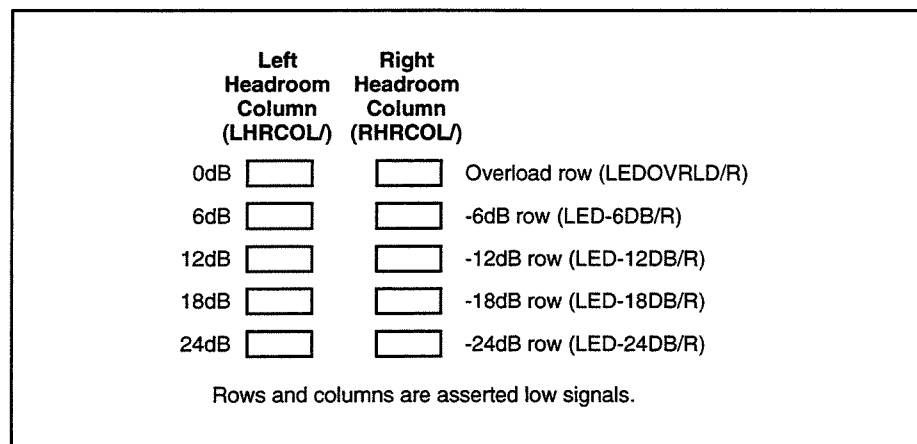 Left Headroom Column (LHRCOL/)
Right Headroom Column (RHRCOL/)
0dB Overload row (LEDOVRLD/R)
6dB -6dB row (LED-6DB/R)
12dB -12dB row (LED-12DB/R)
18dB -18dB row (LED-18DB/R)
24dB -24dB row (LED-24DB/R)
Rows and columns are asserted low signals.